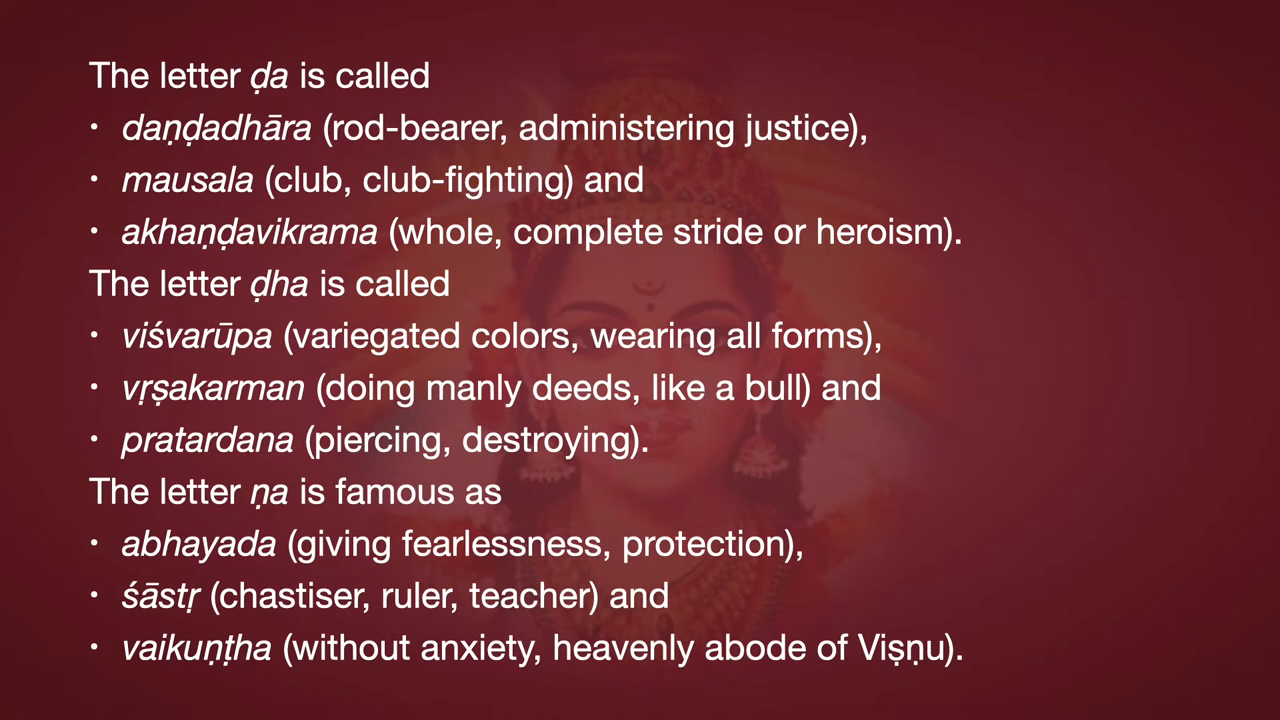 The letter ḍa is called
• daṇḍadhāra (rod-bearer, administering justice),
• mausala (club, club-fighting) and
• akhaṇḍavikrama (whole, complete stride or heroism).
The letter ḍha is called
• viśvarūpa (variegated colors, wearing all forms),
• vṛṣakarman (doing manly deeds, like a bull) and
• pratardana (piercing, destroying).
The letter ṇa is famous as
• abhayada (giving fearlessness, protection),
• śāstṛ (chastiser, ruler, teacher) and
• vaikuṇṭha (without anxiety, heavenly abode of Viṣṇu).